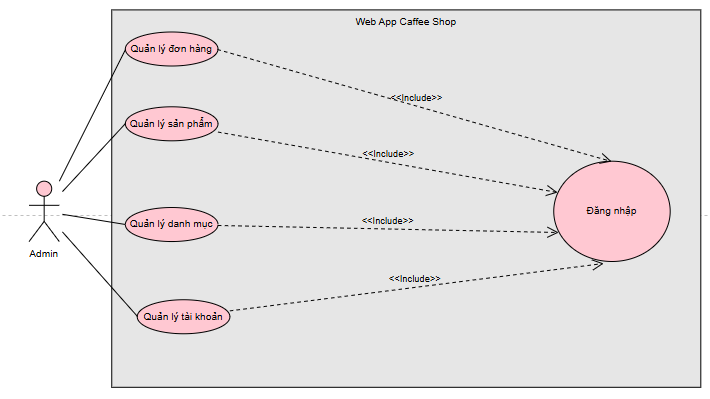 Web App Caffee Shop
Quản lý đơn hàng
<<Include>>
Quản lý sản phẩm
<<Include>>
Quản lý danh mục
<<Include>>
Đăng nhập
Admin
<<Include>>
Quản lý tài khoản